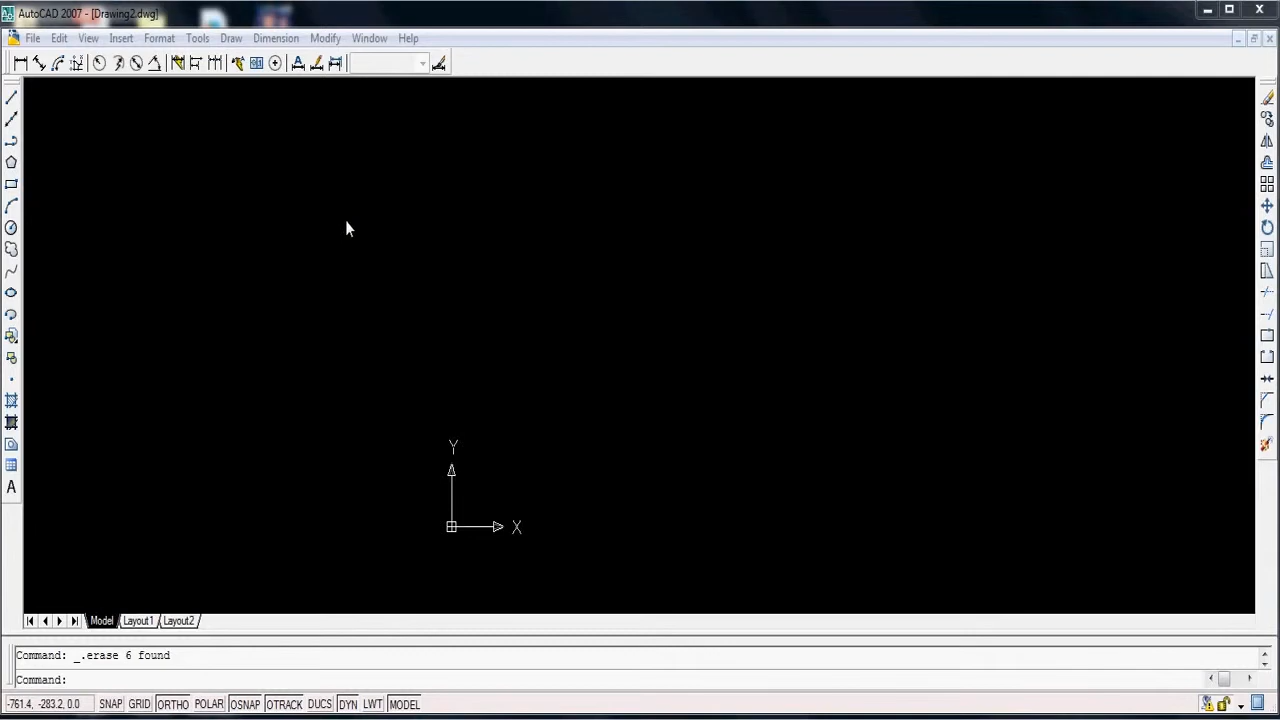 AutoCAD 2007 - [Drawing2.dwg]
File Edit View Insert Format Tools Draw Dimension Modify Window Help
A
Y
X
Model Layout1 Layout2
Command: _.erase 6 found
Command:
-761.4, -283.2, 0.0 SNAP GRID ORTHO POLAR OSNAP OTRACK DUCS DYN LWT MODEL